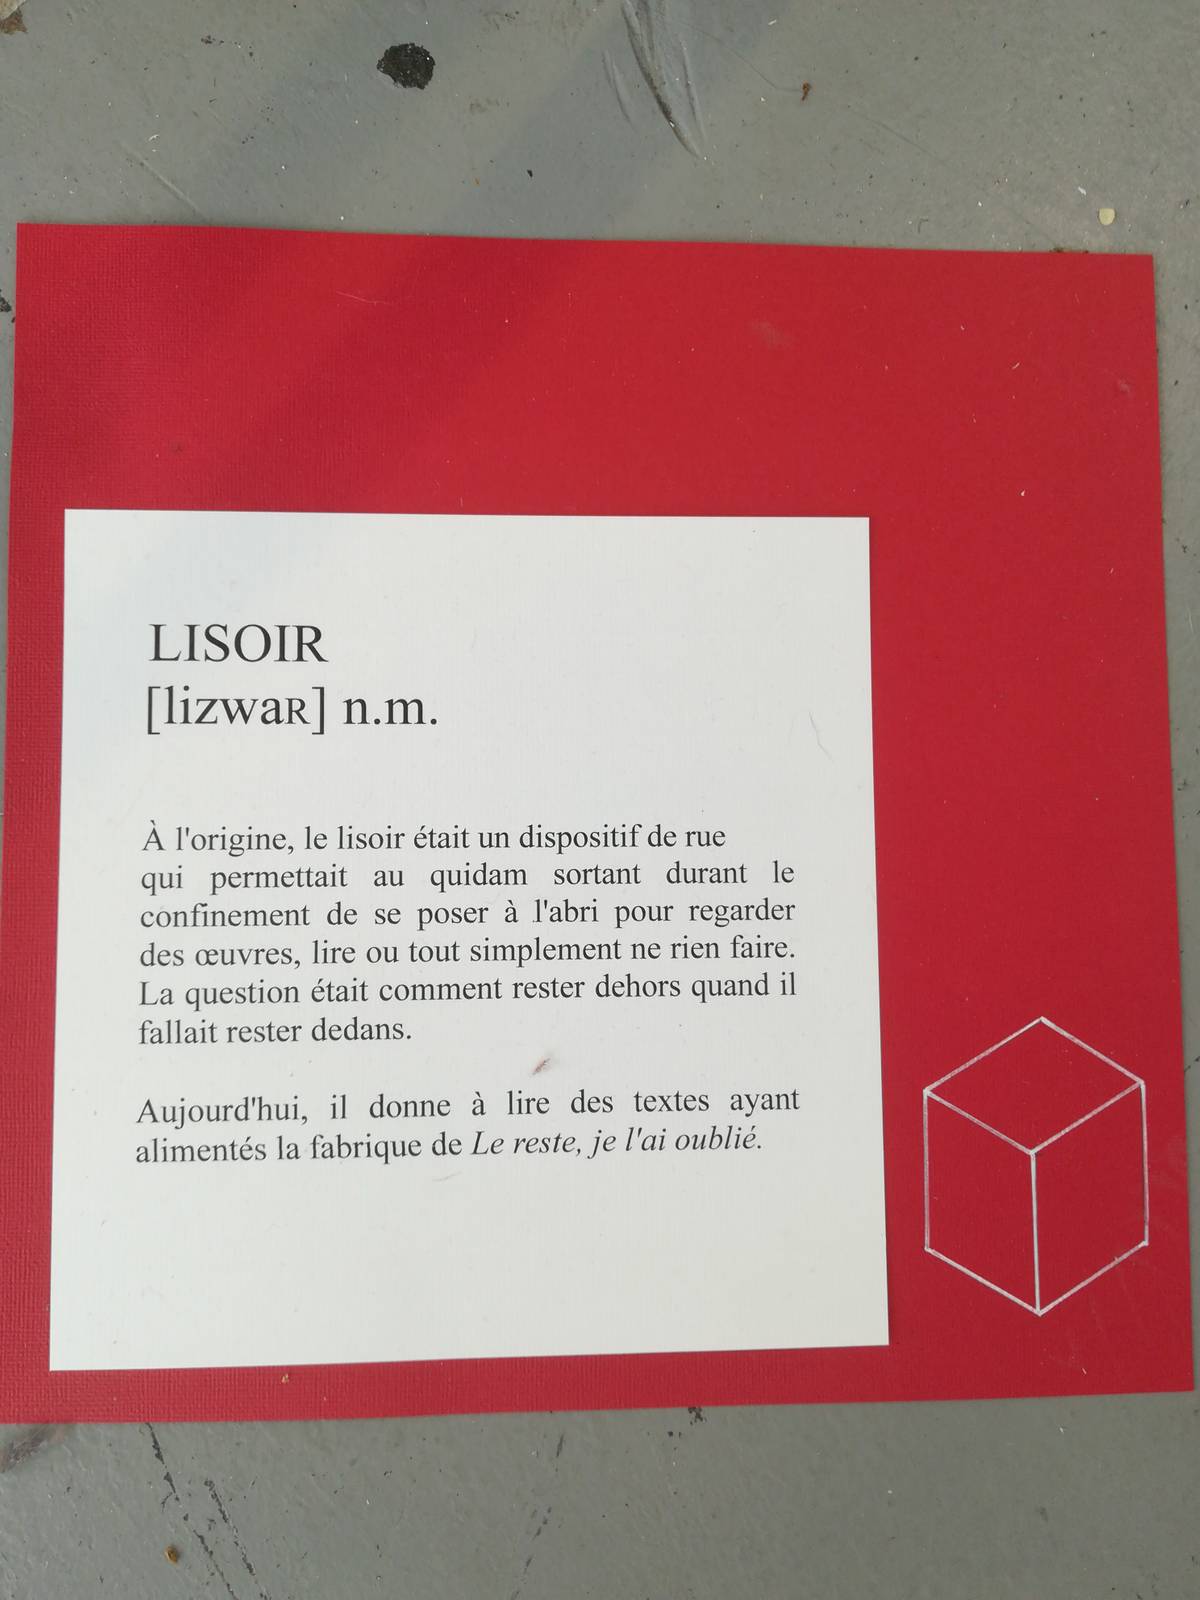 LISOIR
[lizwaʀ] n.m.
À l'origine, le lisoir était un dispositif de rue
qui permettait au quidam sortant durant le
confinement de se poser à l'abri pour regarder
des œuvres, lire ou tout simplement ne rien faire.
La question était comment rester dehors quand il
fallait rester dedans.
Aujourd'hui, il donne à lire des textes ayant
alimentés la fabrique de Le reste, je l'ai oublié.